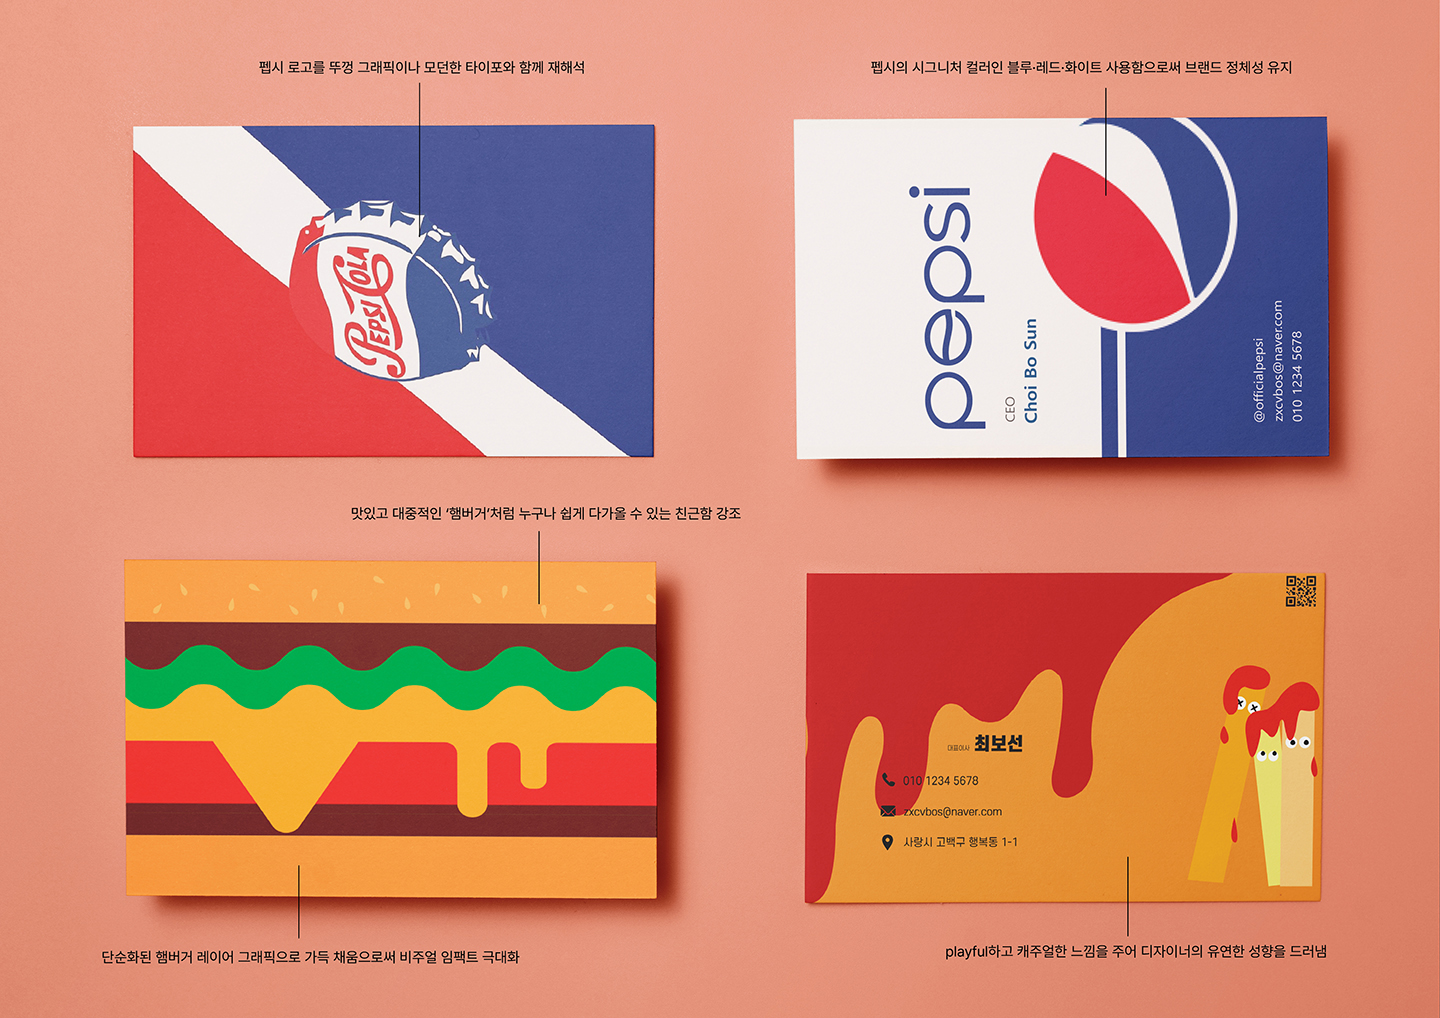 펩시 로고를 뚜껑 그래픽이나 모던한 타이포와 함께 재해석
펩시의 시그니처 컬러인 블루·레드·화이트 사용함으로써 브랜드 정체성 유지
PEPSI COLA
pepsi
CEO
Choi Bo Sun
@officialpepsi
zxcvbos@naver.com
010 1234 5678
맛있고 대중적인 '햄버거'처럼 누구나 쉽게 다가올 수 있는 친근함 강조
대표이사 최보선
010 1234 5678
zxcvbos@naver.com
사랑시 고백구 행복동 1-1
단순화된 햄버거 레이어 그래픽으로 가득 채움으로써 비주얼 임팩트 극대화
playful하고 캐주얼한 느낌을 주어 디자이너의 유연한 성향을 드러냄